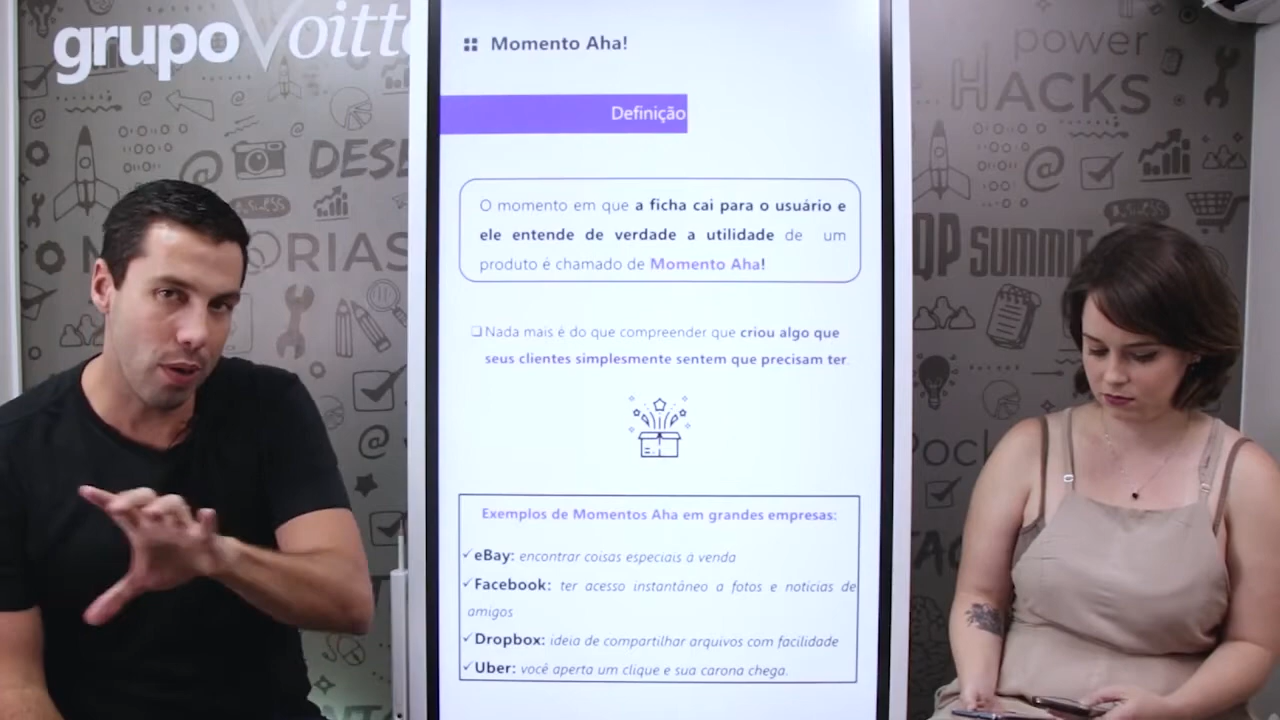 grupo Voitto
Momento Aha!
Definição
O momento em que a ficha cai para o usuário e
ele entende de verdade a utilidade de um
produto é chamado de Momento Aha!
❑ Nada mais é do que compreender que criou algo que
seus clientes simplesmente sentem que precisam ter.
Exemplos de Momentos Aha em grandes empresas:
✓ eBay: encontrar coisas especiais à venda
✓ Facebook: ter acesso instantâneo a fotos e notícias de
amigos
✓ Dropbox: ideia de compartilhar arquivos com facilidade
✓ Uber: você aperta um clique e sua carona chega.
power
HACKS
SUMMIT